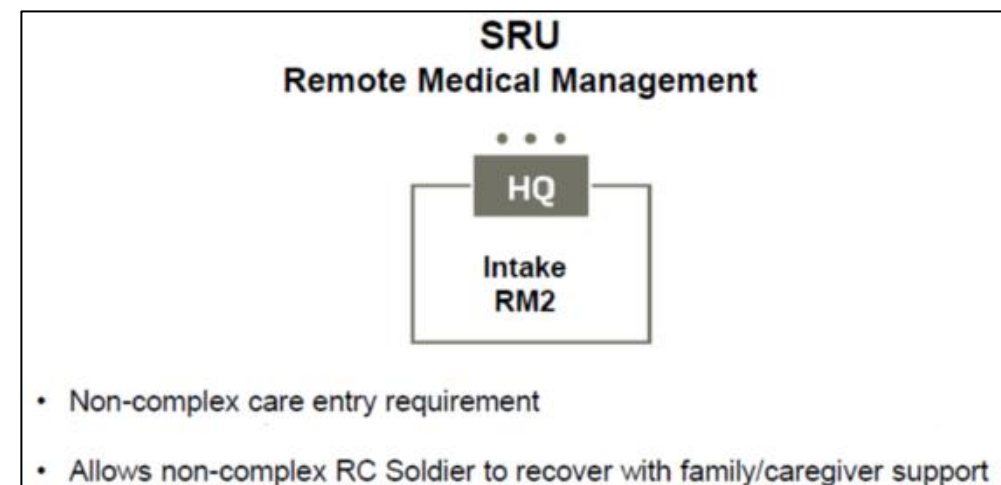 SRU
Remote Medical Management
HQ
Intake
RM2
• Non-complex care entry requirement
• Allows non-complex RC Soldier to recover with family/caregiver support